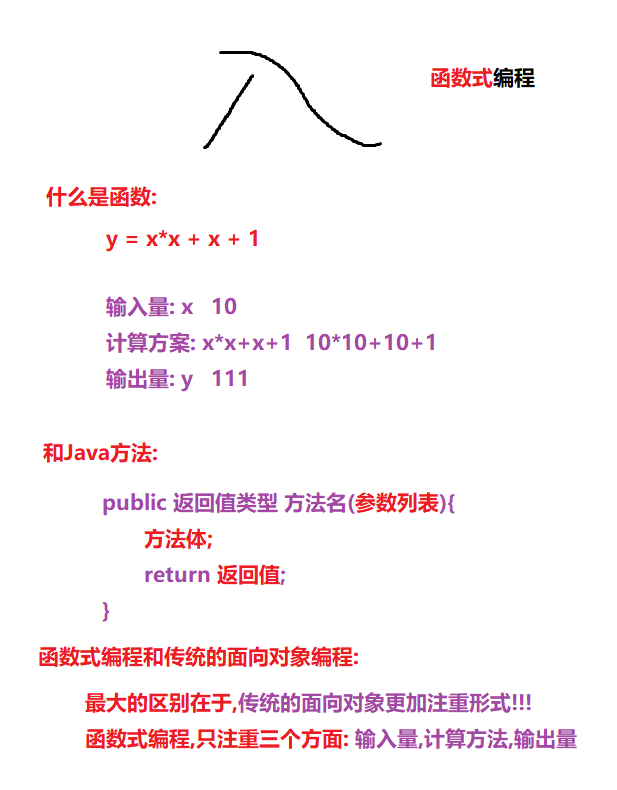 函数式编程
什么是函数:
y = x*x + x + 1
输入量: x 10
计算方案: x*x+x+1 10*10+10+1
输出量: y 111
和Java方法:
public 返回值类型 方法名(参数列表){
方法体;
return 返回值;
}
函数式编程和传统的面向对象编程:
最大的区别在于,传统的面向对象更加注重形式!!!
函数式编程,只注重三个方面: 输入量,计算方法,输出量